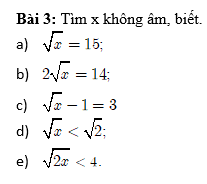 Bài 3: Tìm x không âm, biết.
a) √x = 15;
b) 2√x = 14;
c) √x − 1 = 3
d) √x < √2;
e) √2x < 4.